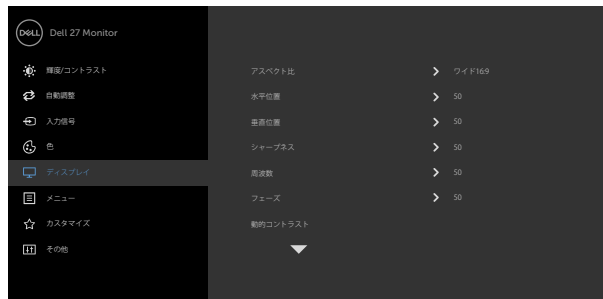 DELL Dell 27 Monitor
輝度/コントラスト
自動調整
入力信号
色
ディスプレイ
メニュー
カスタマイズ
その他
アスペクト比 ワイド16:9
水平位置 50
垂直位置 50
シャープネス 50
周波数 50
フェーズ 50
動的コントラスト